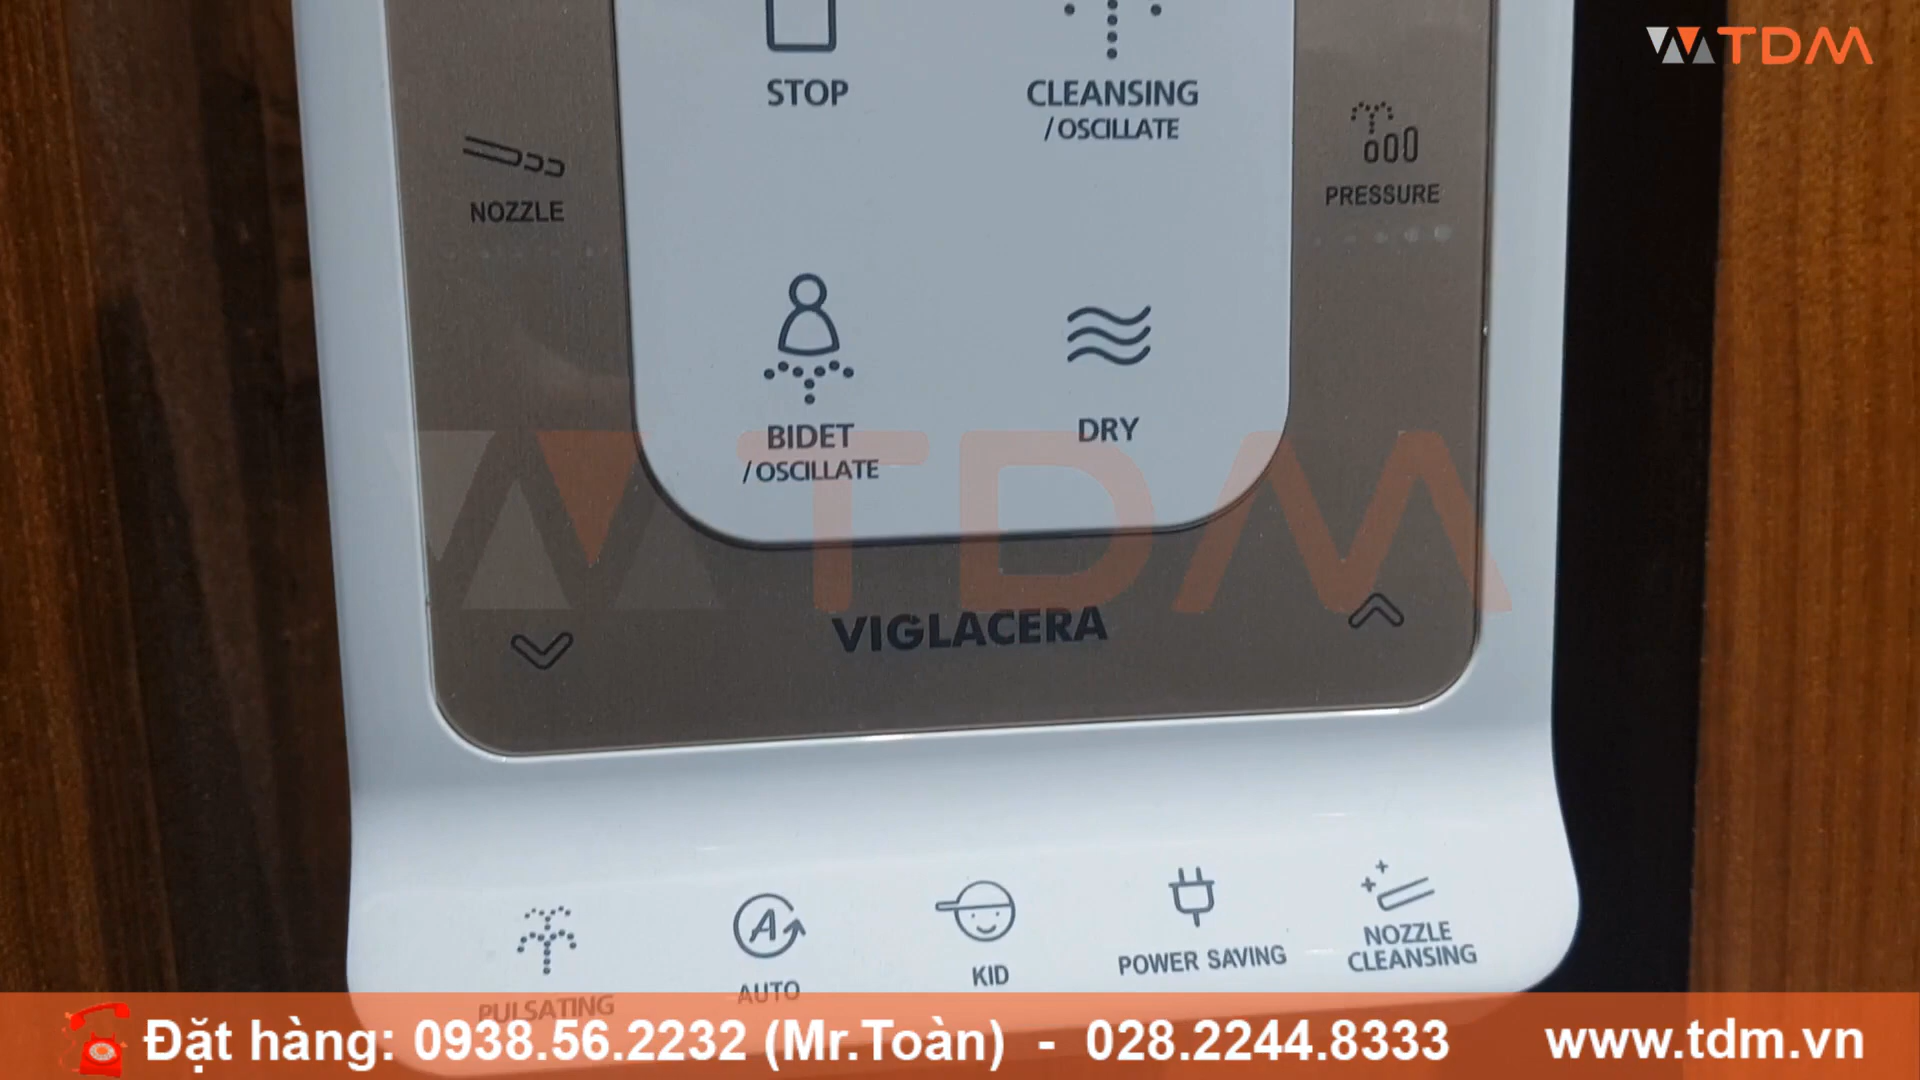 TDM
STOP
CLEANSING
/OSCILLATE
NOZZLE
PRESSURE
BIDET
/OSCILLATE
DRY
TDM
VIGLACERA
PULSATING
AUTO
KID
POWER SAVING
NOZZLE
CLEANSING
Đặt hàng: 0938.56.2232 (Mr.Toàn) - 028.2244.8333 www.tdm.vn